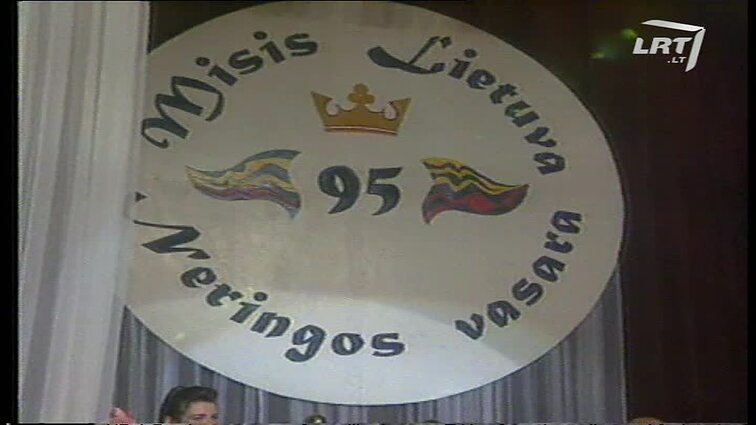 Misis Lietuva
95
Neringos vasara
LRT
.LT